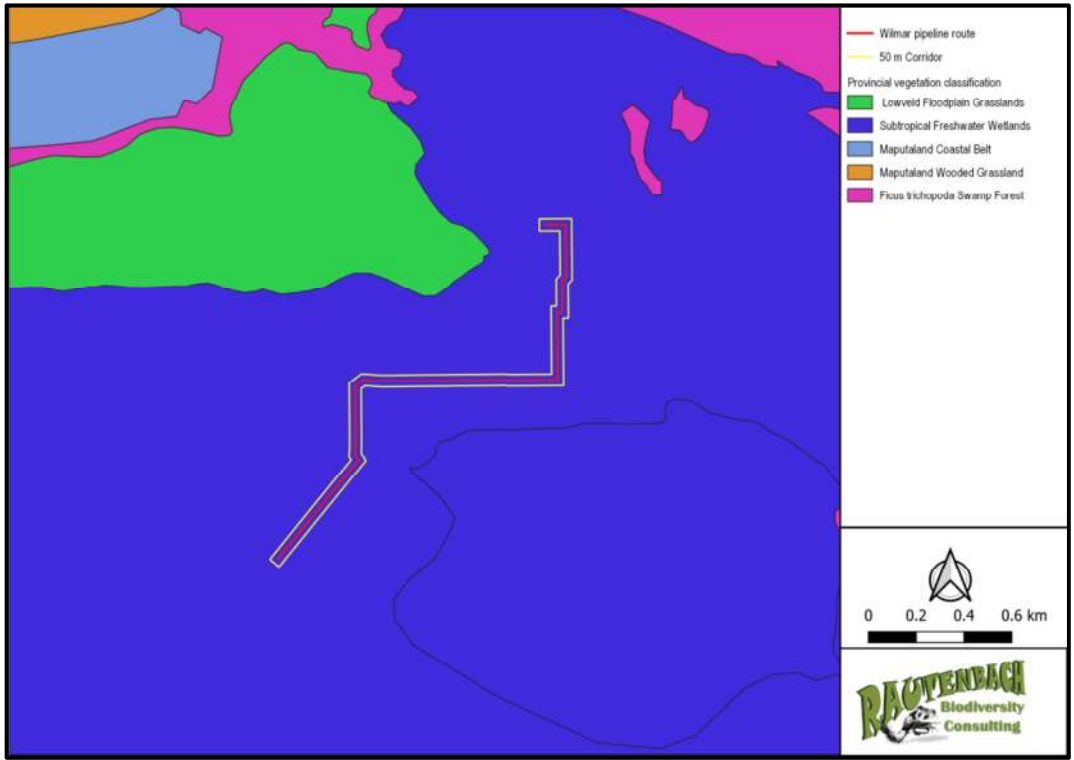 Wilmar pipeline route
50 m Corridor
Provincial vegetation classification
Lowveld Floodplain Grasslands
Subtropical Freshwater Wetlands
Maputaland Coastal Belt
Maputaland Wooded Grassland
Ficus trichopoda Swamp Forest
0 0.2 0.4 0.6 km
RAUTENBACH
Biodiversity
Consulting